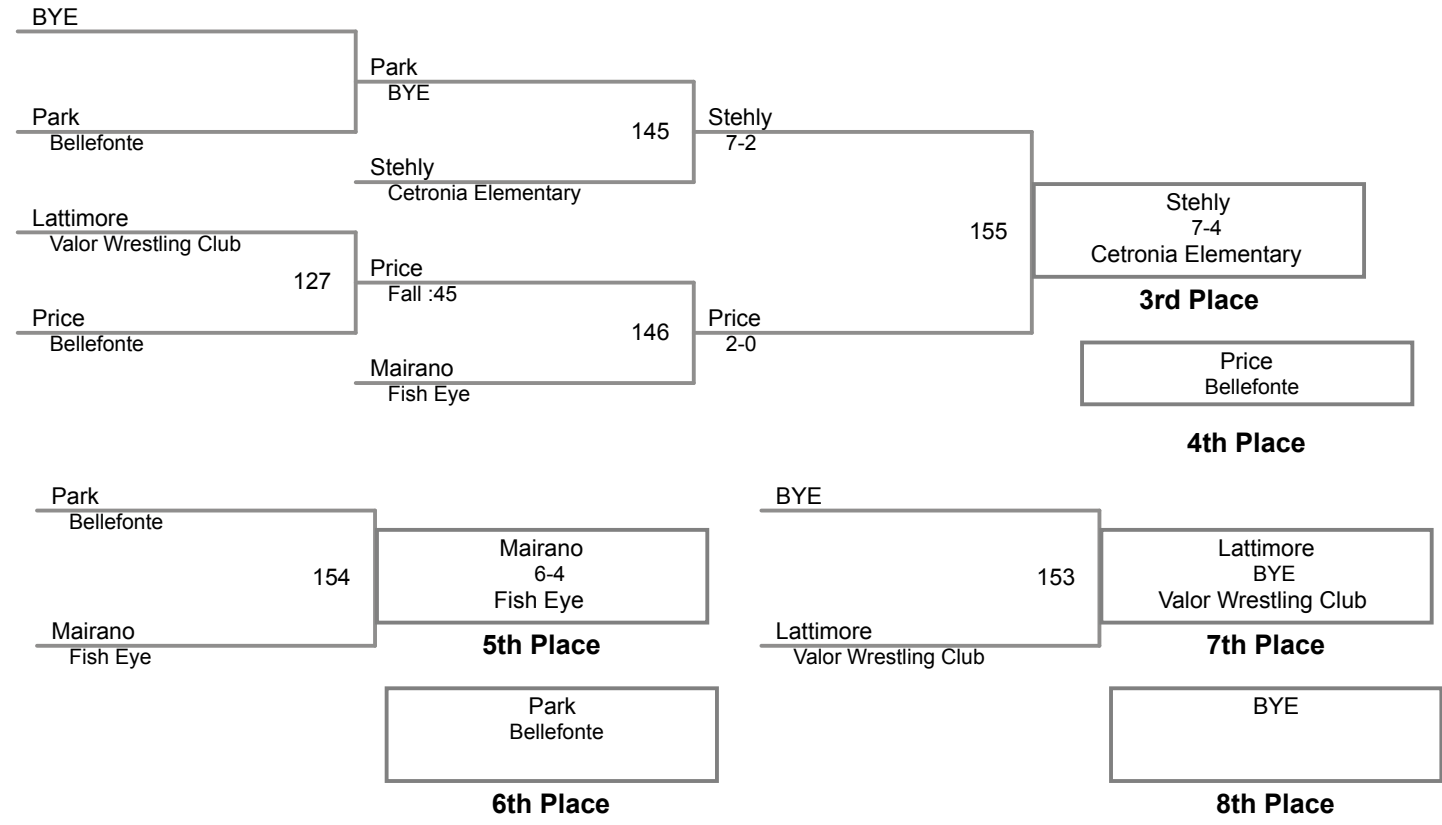 BYE
Park
BYE
Park
Bellefonte
145
Stehly
7-2
Stehly
Cetronia Elementary
Lattimore
Valor Wrestling Club
127
Price
Fall :45
Price
Bellefonte
146
Price
2-0
Mairano
Fish Eye
155
Stehly
7-4
Cetronia Elementary
3rd Place
Price
Bellefonte
4th Place
Park
Bellefonte
154
Mairano
Fish Eye
Mairano
6-4
Fish Eye
5th Place
Park
Bellefonte
6th Place
BYE
153
Lattimore
Valor Wrestling Club
Lattimore
BYE
Valor Wrestling Club
7th Place
BYE
8th Place